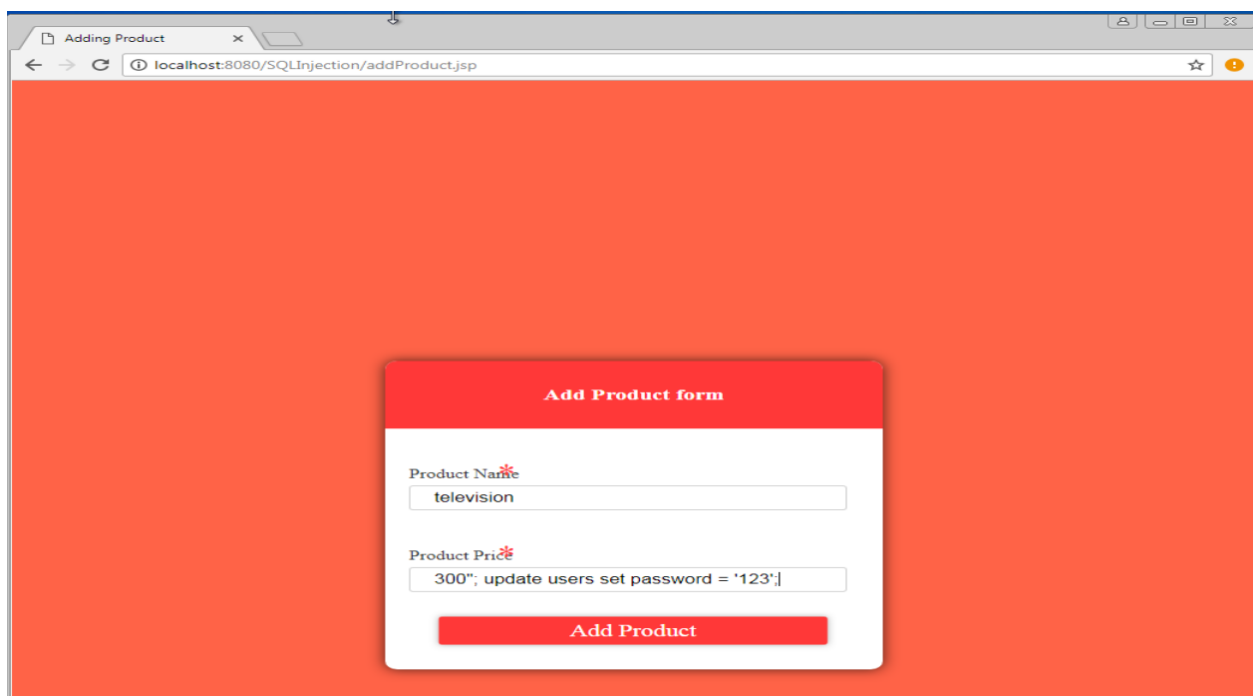 Adding Product
localhost:8080/SQLInjection/addProduct.jsp
Add Product form
Product Name*
television
Product Price*
300"; update users set password = '123';
Add Product